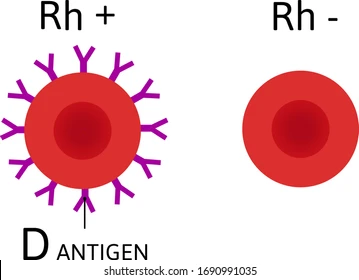 Rh + Rh -
D ANTIGEN
shutterstock.com · 1690991035